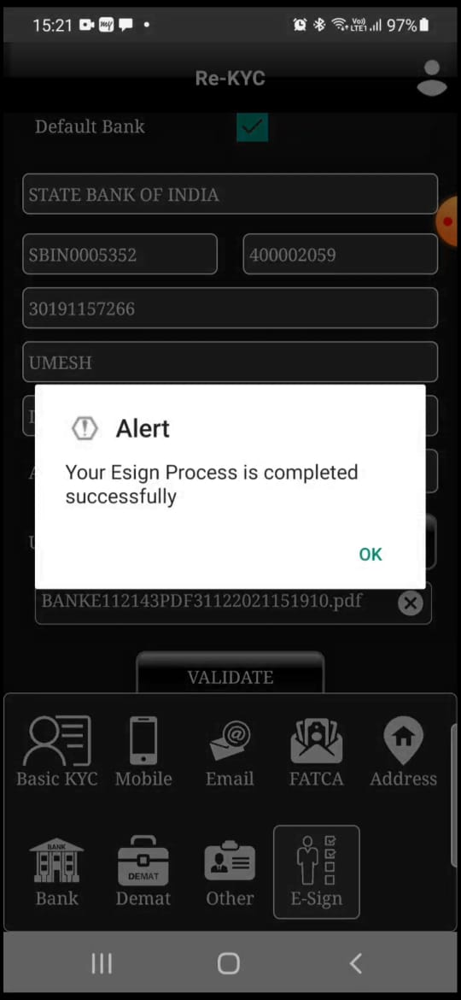 15:21 97%
Re-KYC
Default Bank
STATE BANK OF INDIA
SBIN0005352 400002059
30191157266
UMESH
Alert
Your Esign Process is completed
successfully
OK
BANKE112143PDF31122021151910.pdf
VALIDATE
Basic KYC Mobile Email FATCA Address
BANK
DEMAT
Bank Demat Other E-Sign